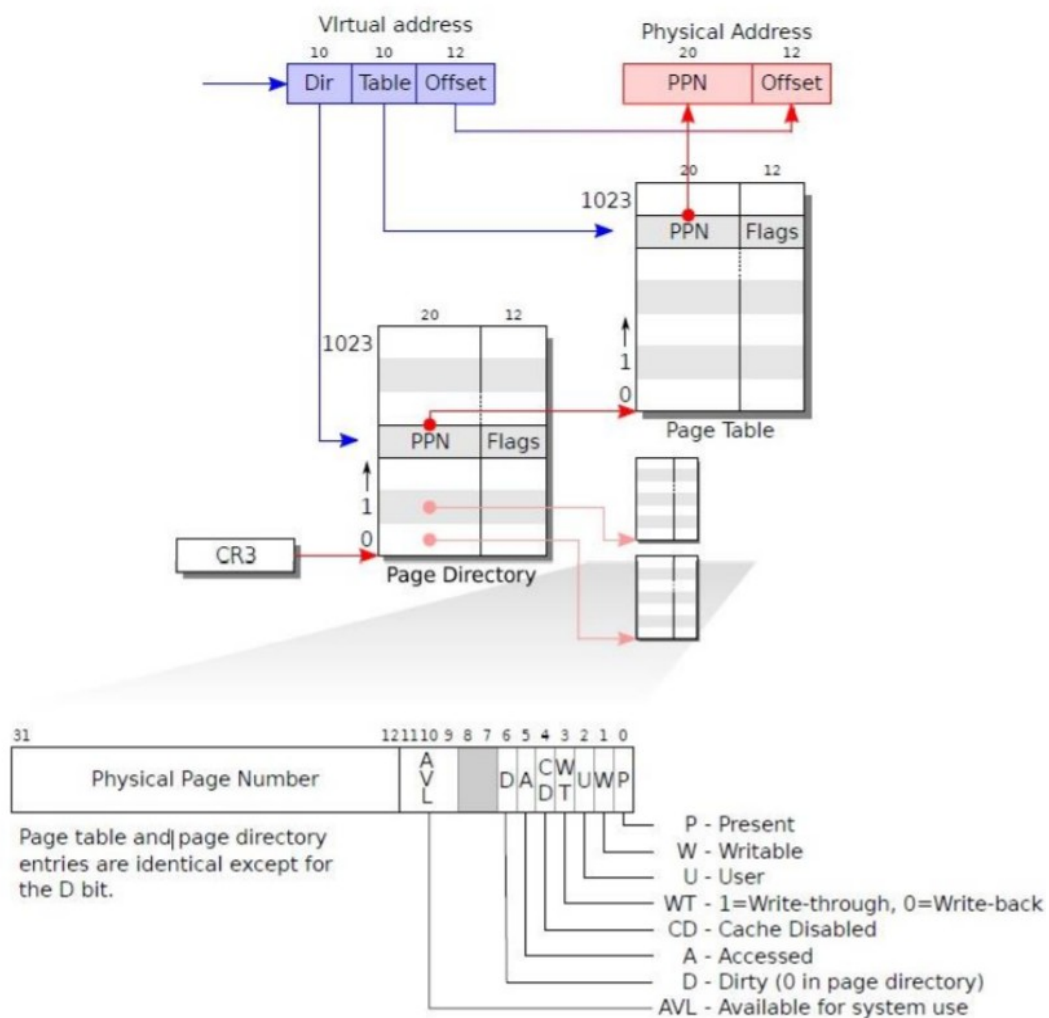 VIrtual address
Physical Address
10 10 12
20 12
Dir Table Offset
PPN Offset
20 12
1023
PPN Flags
1
0
Page Table
20 12
1023
PPN Flags
1
0
CR3
Page Directory
31 12 11 10 9 8 7 6 5 4 3 2 1 0
Physical Page Number AVL D A CD WT U W P
Page table and page directory
entries are identical except for
the D bit.
P - Present
W - Writable
U - User
WT - 1=Write-through, 0=Write-back
CD - Cache Disabled
A - Accessed
D - Dirty (0 in page directory)
AVL - Available for system use